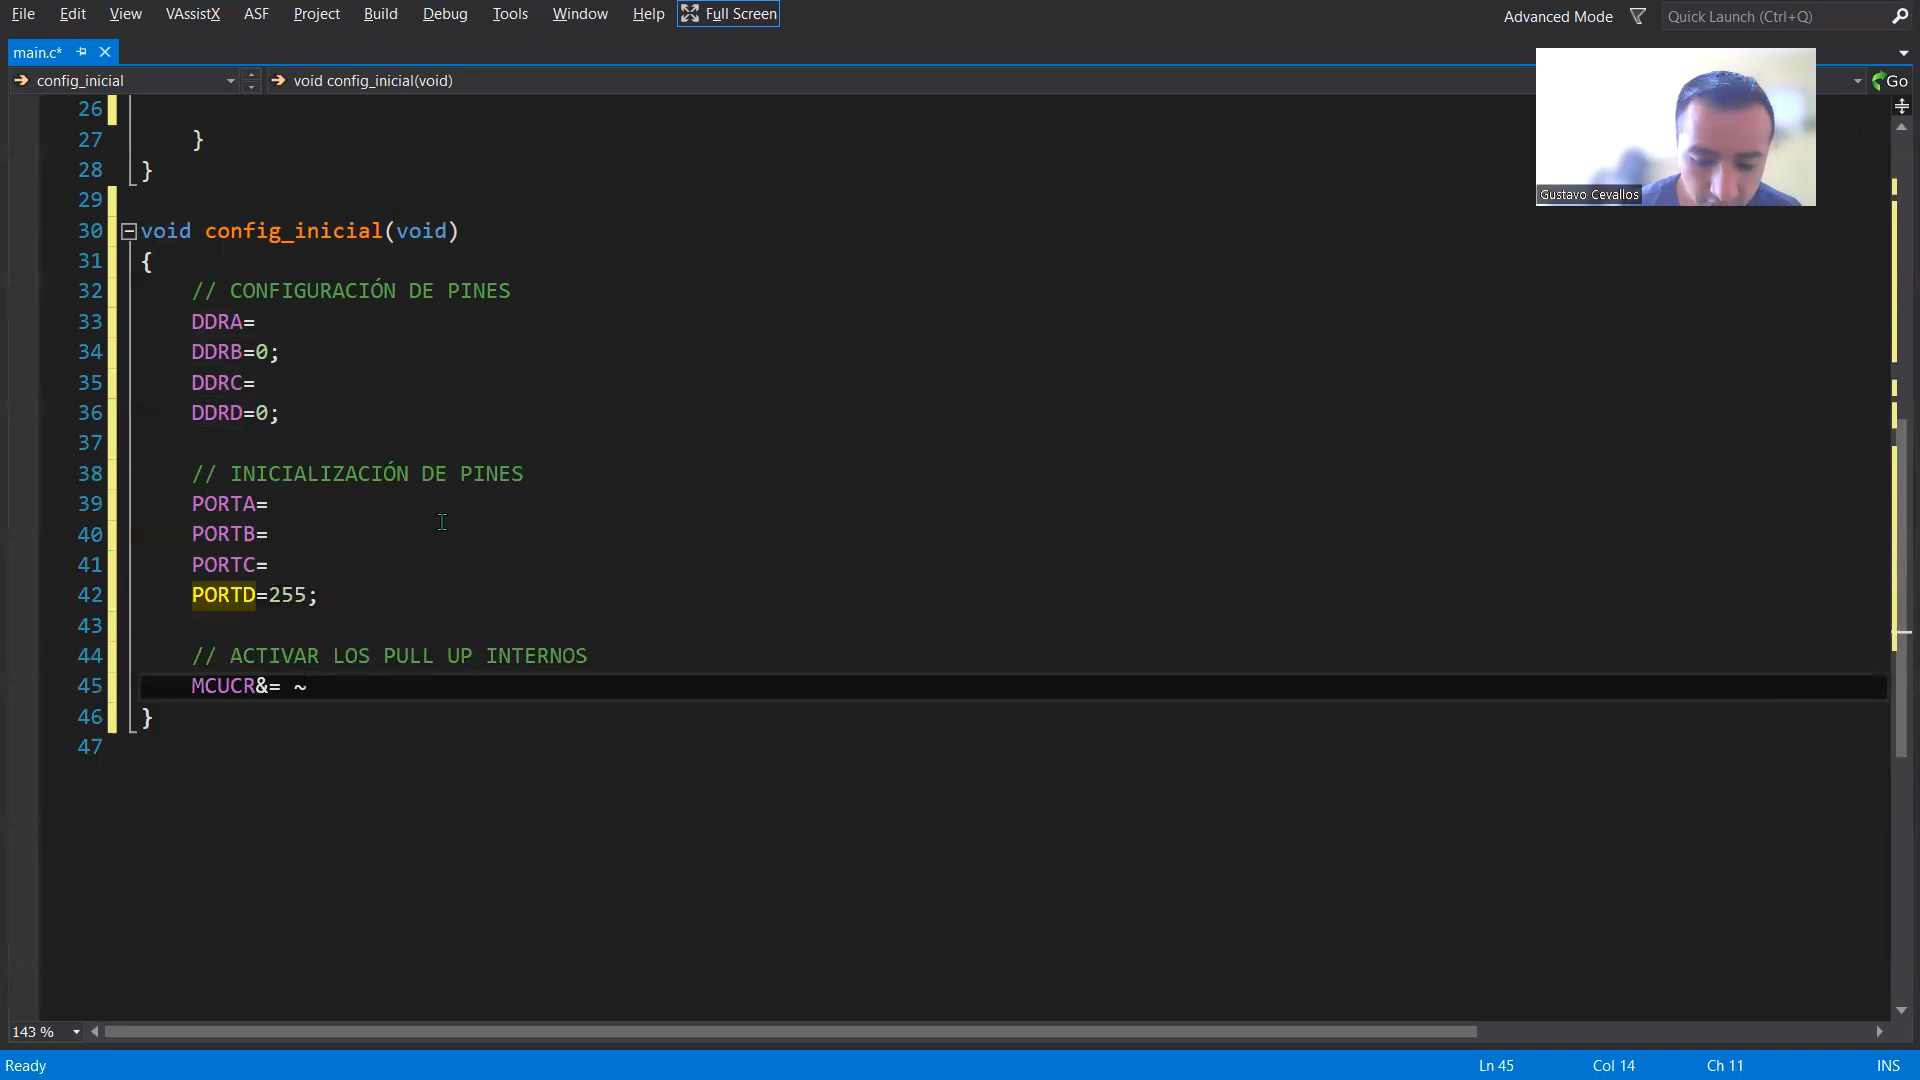 File Edit View VAssistX ASF Project Build Debug Tools Window Help Full Screen Advanced Mode Quick Launch (Ctrl+Q)
main.c*
config_inicial void config_inicial(void) Go
Gustavo Cevallos
26
27 }
28 }
29
30 void config_inicial(void)
31 {
32 // CONFIGURACIÓN DE PINES
33 DDRA=
34 DDRB=0;
35 DDRC=
36 DDRD=0;
37
38 // INICIALIZACIÓN DE PINES
39 PORTA=
40 PORTB=
41 PORTC=
42 PORTD=255;
43
44 // ACTIVAR LOS PULL UP INTERNOS
45 MCUCR&= ~
46 }
47
143 %
Ready Ln 45 Col 14 Ch 11 INS